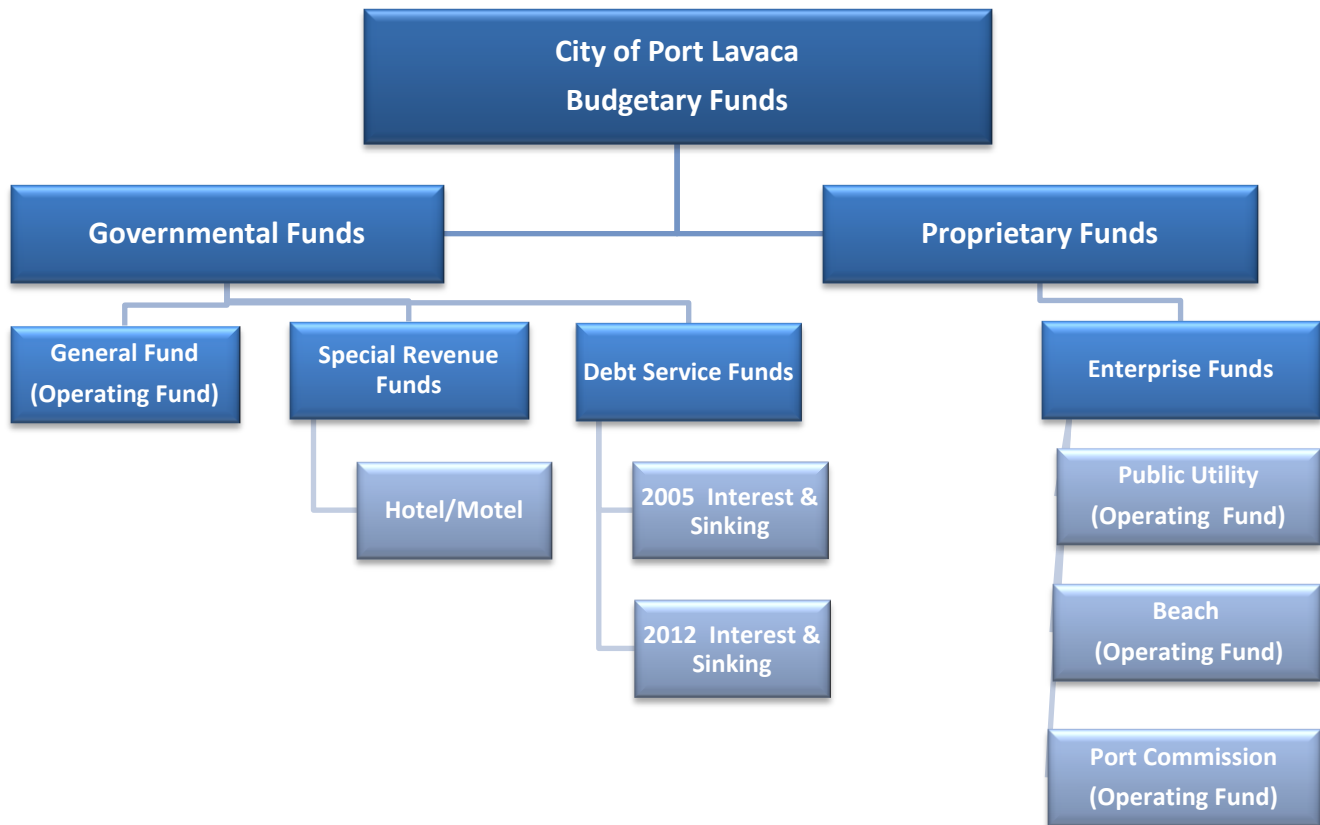 City of Port Lavaca
Budgetary Funds
Governmental Funds
Proprietary Funds
General Fund
(Operating Fund)
Special Revenue
Funds
Debt Service Funds
Enterprise Funds
Hotel/Motel
2005 Interest &
Sinking
2012 Interest &
Sinking
Public Utility
(Operating Fund)
Beach
(Operating Fund)
Port Commission
(Operating Fund)